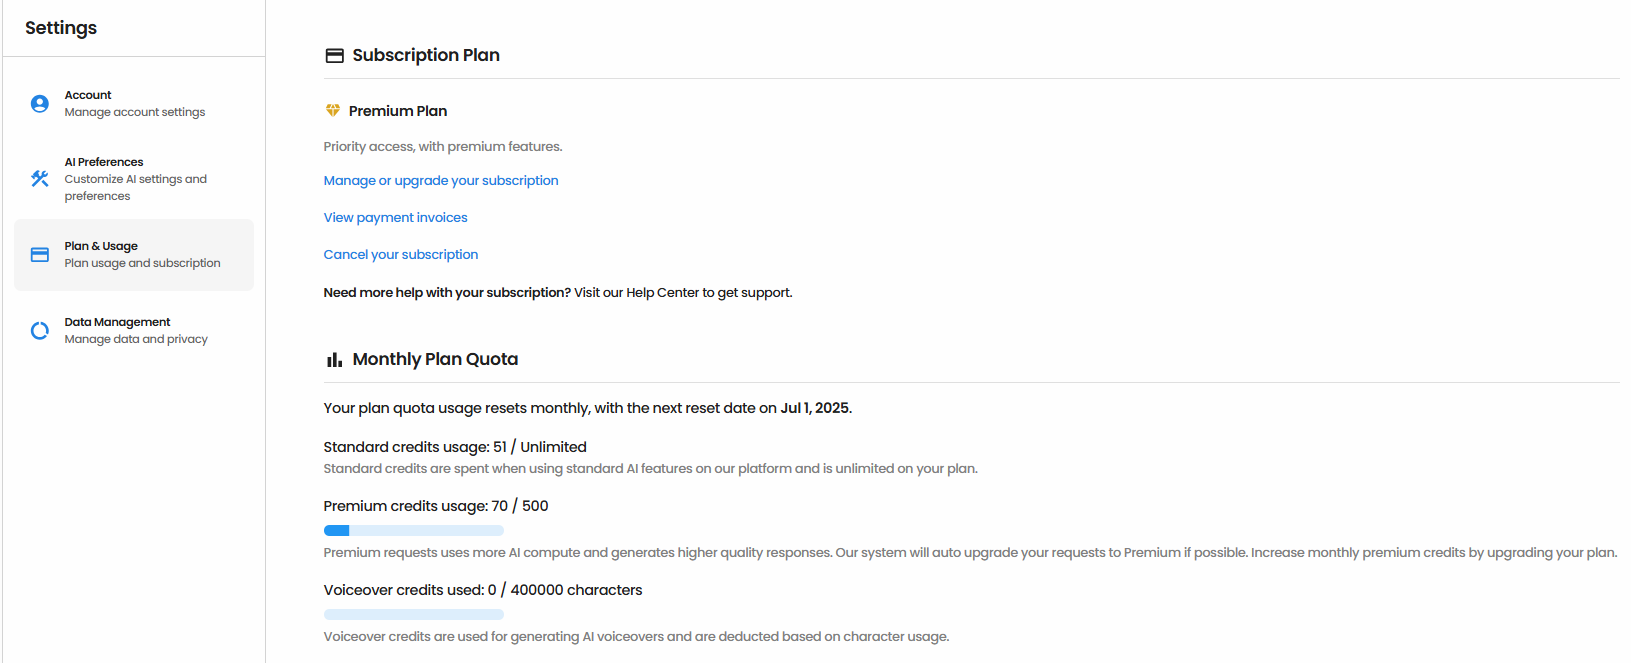 Settings
Account
Manage account settings
AI Preferences
Customize AI settings and
preferences
Plan & Usage
Plan usage and subscription
Data Management
Manage data and privacy
Subscription Plan
Premium Plan
Priority access, with premium features.
Manage or upgrade your subscription
View payment invoices
Cancel your subscription
Need more help with your subscription? Visit our Help Center to get support.
Monthly Plan Quota
Your plan quota usage resets monthly, with the next reset date on Jul 1, 2025.
Standard credits usage: 51 / Unlimited
Standard credits are spent when using standard AI features on our platform and is unlimited on your plan.
Premium credits usage: 70 / 500
Premium requests uses more AI compute and generates higher quality responses. Our system will auto upgrade your requests to Premium if possible. Increase monthly premium credits by upgrading your plan.
Voiceover credits used: 0 / 400000 characters
Voiceover credits are used for generating AI voiceovers and are deducted based on character usage.